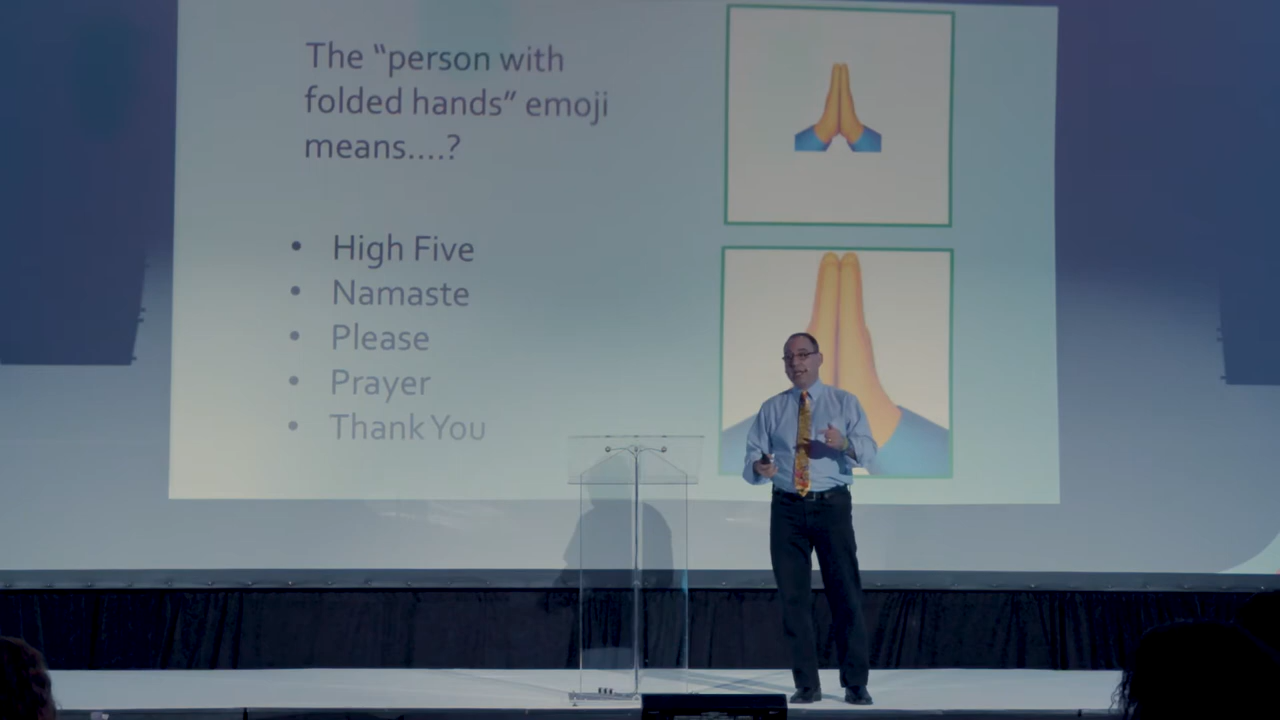 The “person with
folded hands” emoji
means....?
• High Five
• Namaste
• Please
• Prayer
• Thank You